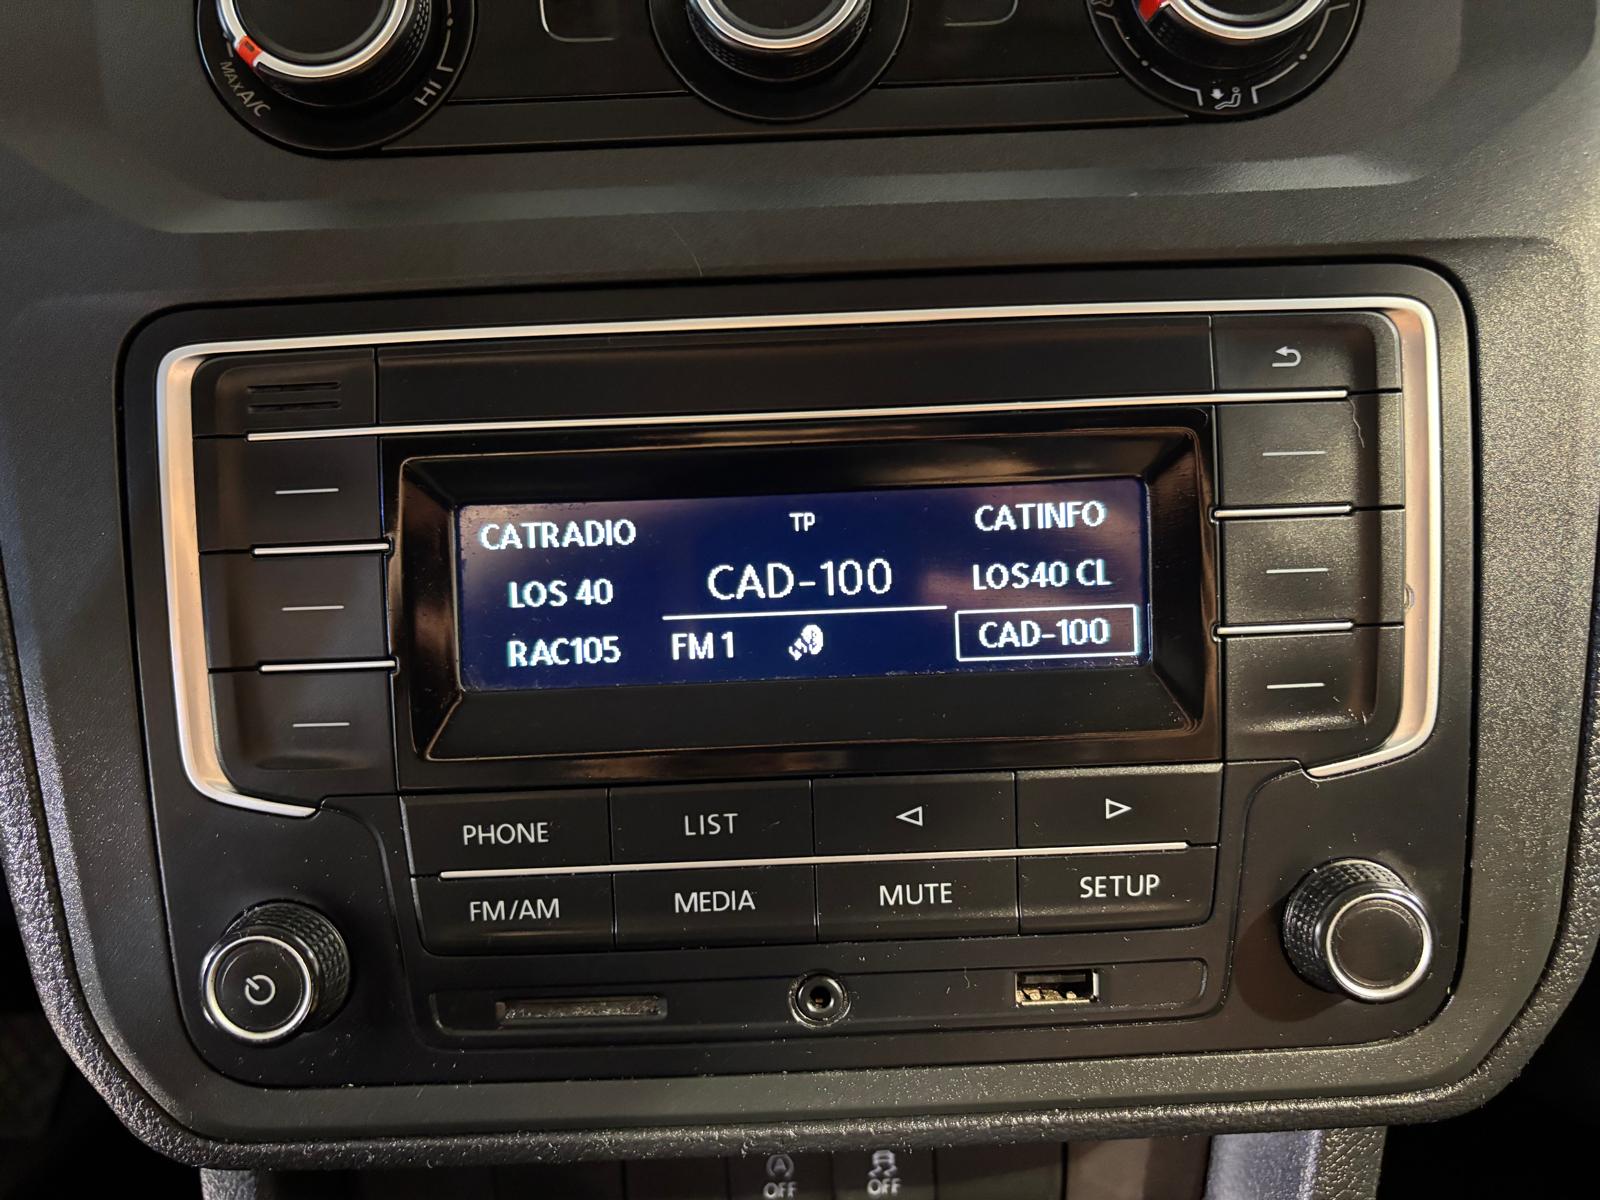 MAX A/C
HI
CATRADIO
TP
CATINFO
LOS 40
CAD-100
LOS40 CL
RAC105
FM 1
CAD-100
PHONE
LIST
FM/AM
MEDIA
MUTE
SETUP
A
OFF
OFF